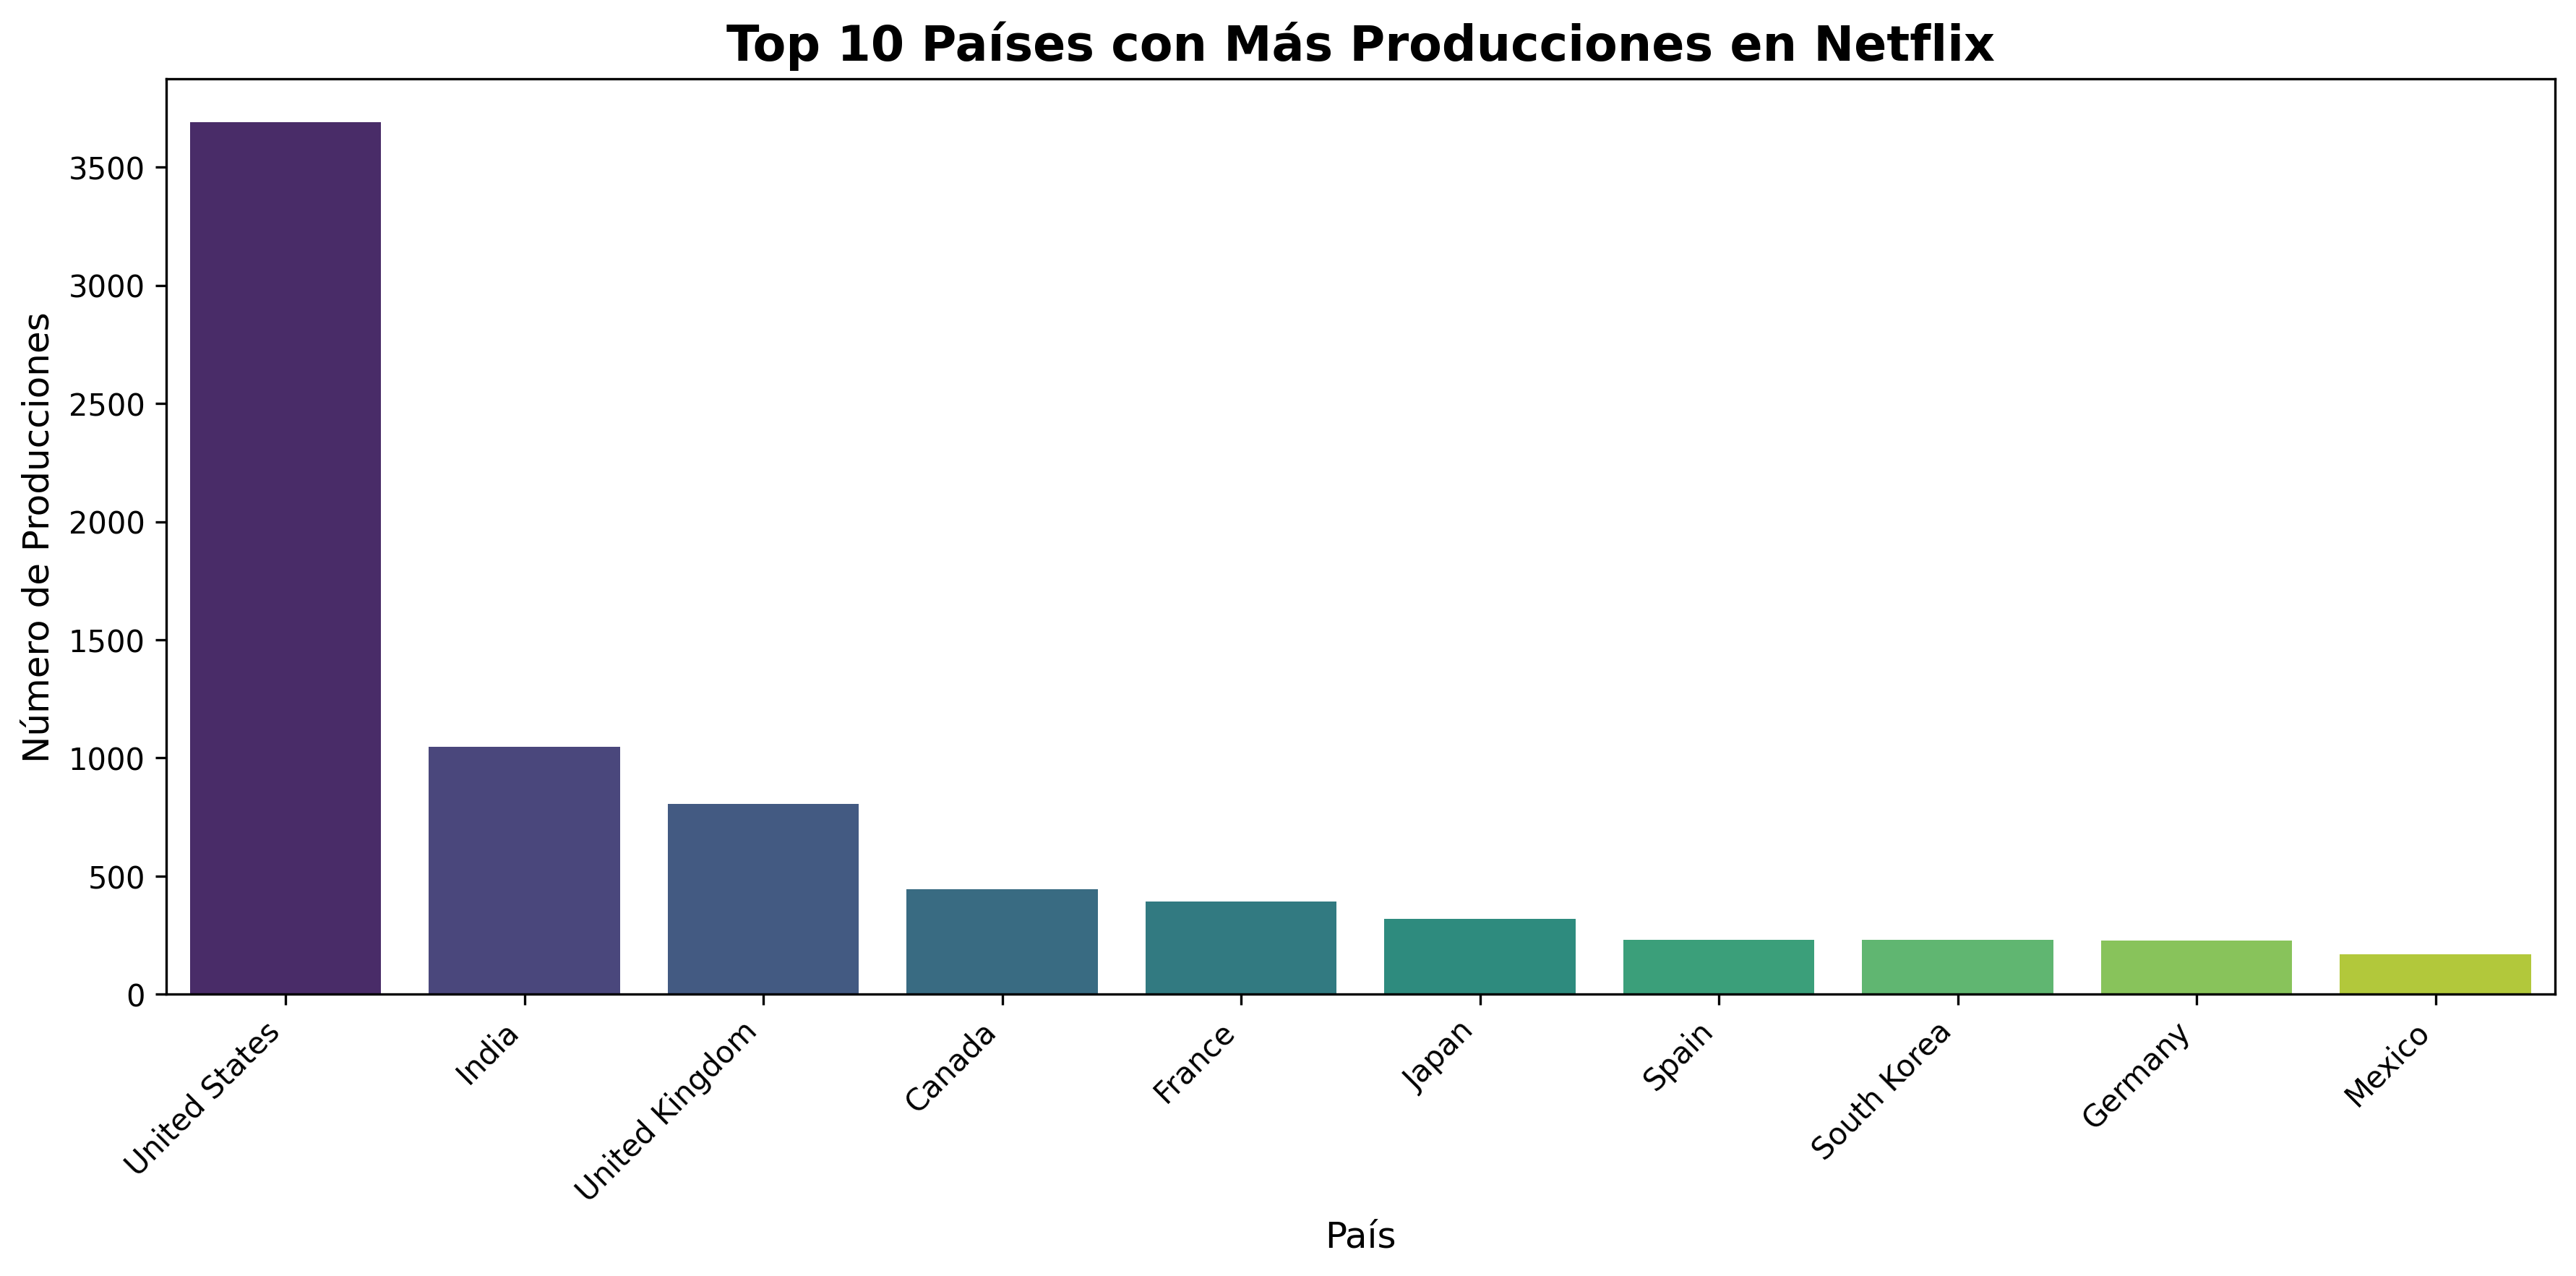 Top 10 Países con Más Producciones en Netflix
Número de Producciones
3500
3000
2500
2000
1500
1000
500
0
United States
India
United Kingdom
Canada
France
Japan
Spain
South Korea
Germany
Mexico
País